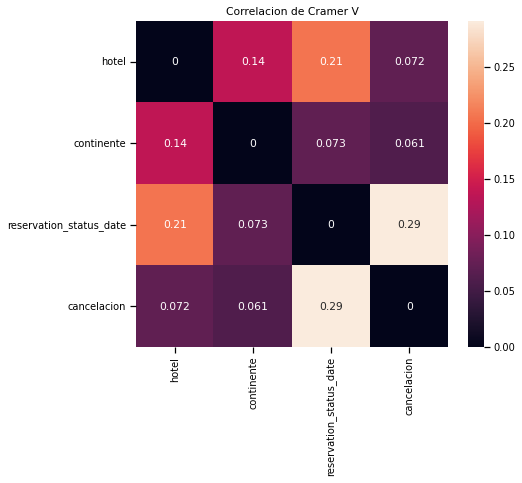 Correlacion de Cramer V
hotel 0 0.14 0.21 0.072
continente 0.14 0 0.073 0.061
reservation_status_date 0.21 0.073 0 0.29
cancelacion 0.072 0.061 0.29 0
hotel
continente
reservation_status_date
cancelacion
0.25
0.20
0.15
0.10
0.05
0.00